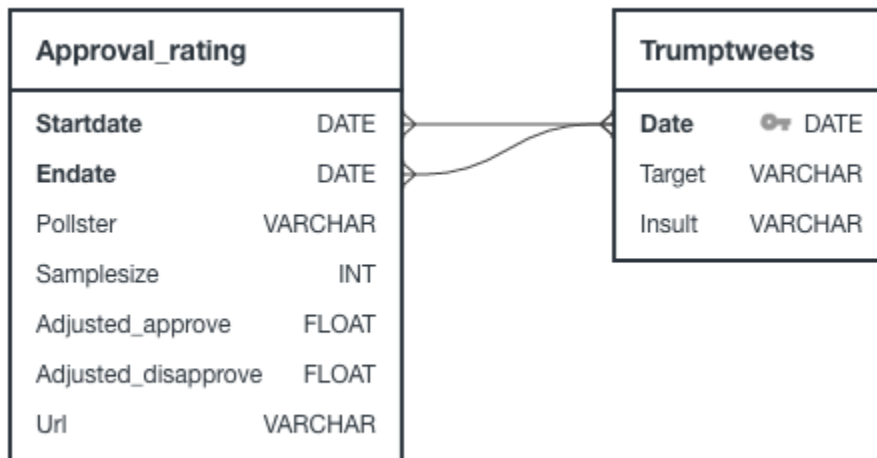 Approval_rating
Startdate DATE
Endate DATE
Pollster VARCHAR
Samplesize INT
Adjusted_approve FLOAT
Adjusted_disapprove FLOAT
Url VARCHAR
Trumptweets
Date DATE
Target VARCHAR
Insult VARCHAR